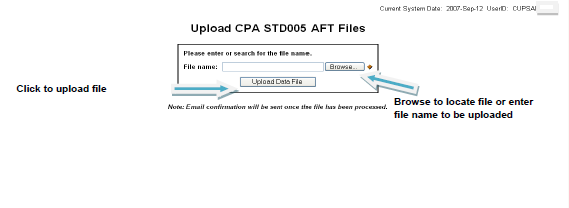 Current System Date: 2007-Sep-12 UserID: CUPSA
Upload CPA STD005 AFT Files
Please enter or search for the file name.
File name: Browse...
Upload Data File
Click to upload file
Browse to locate file or enter
file name to be uploaded
Note: Email confirmation will be sent once the file has been processed.